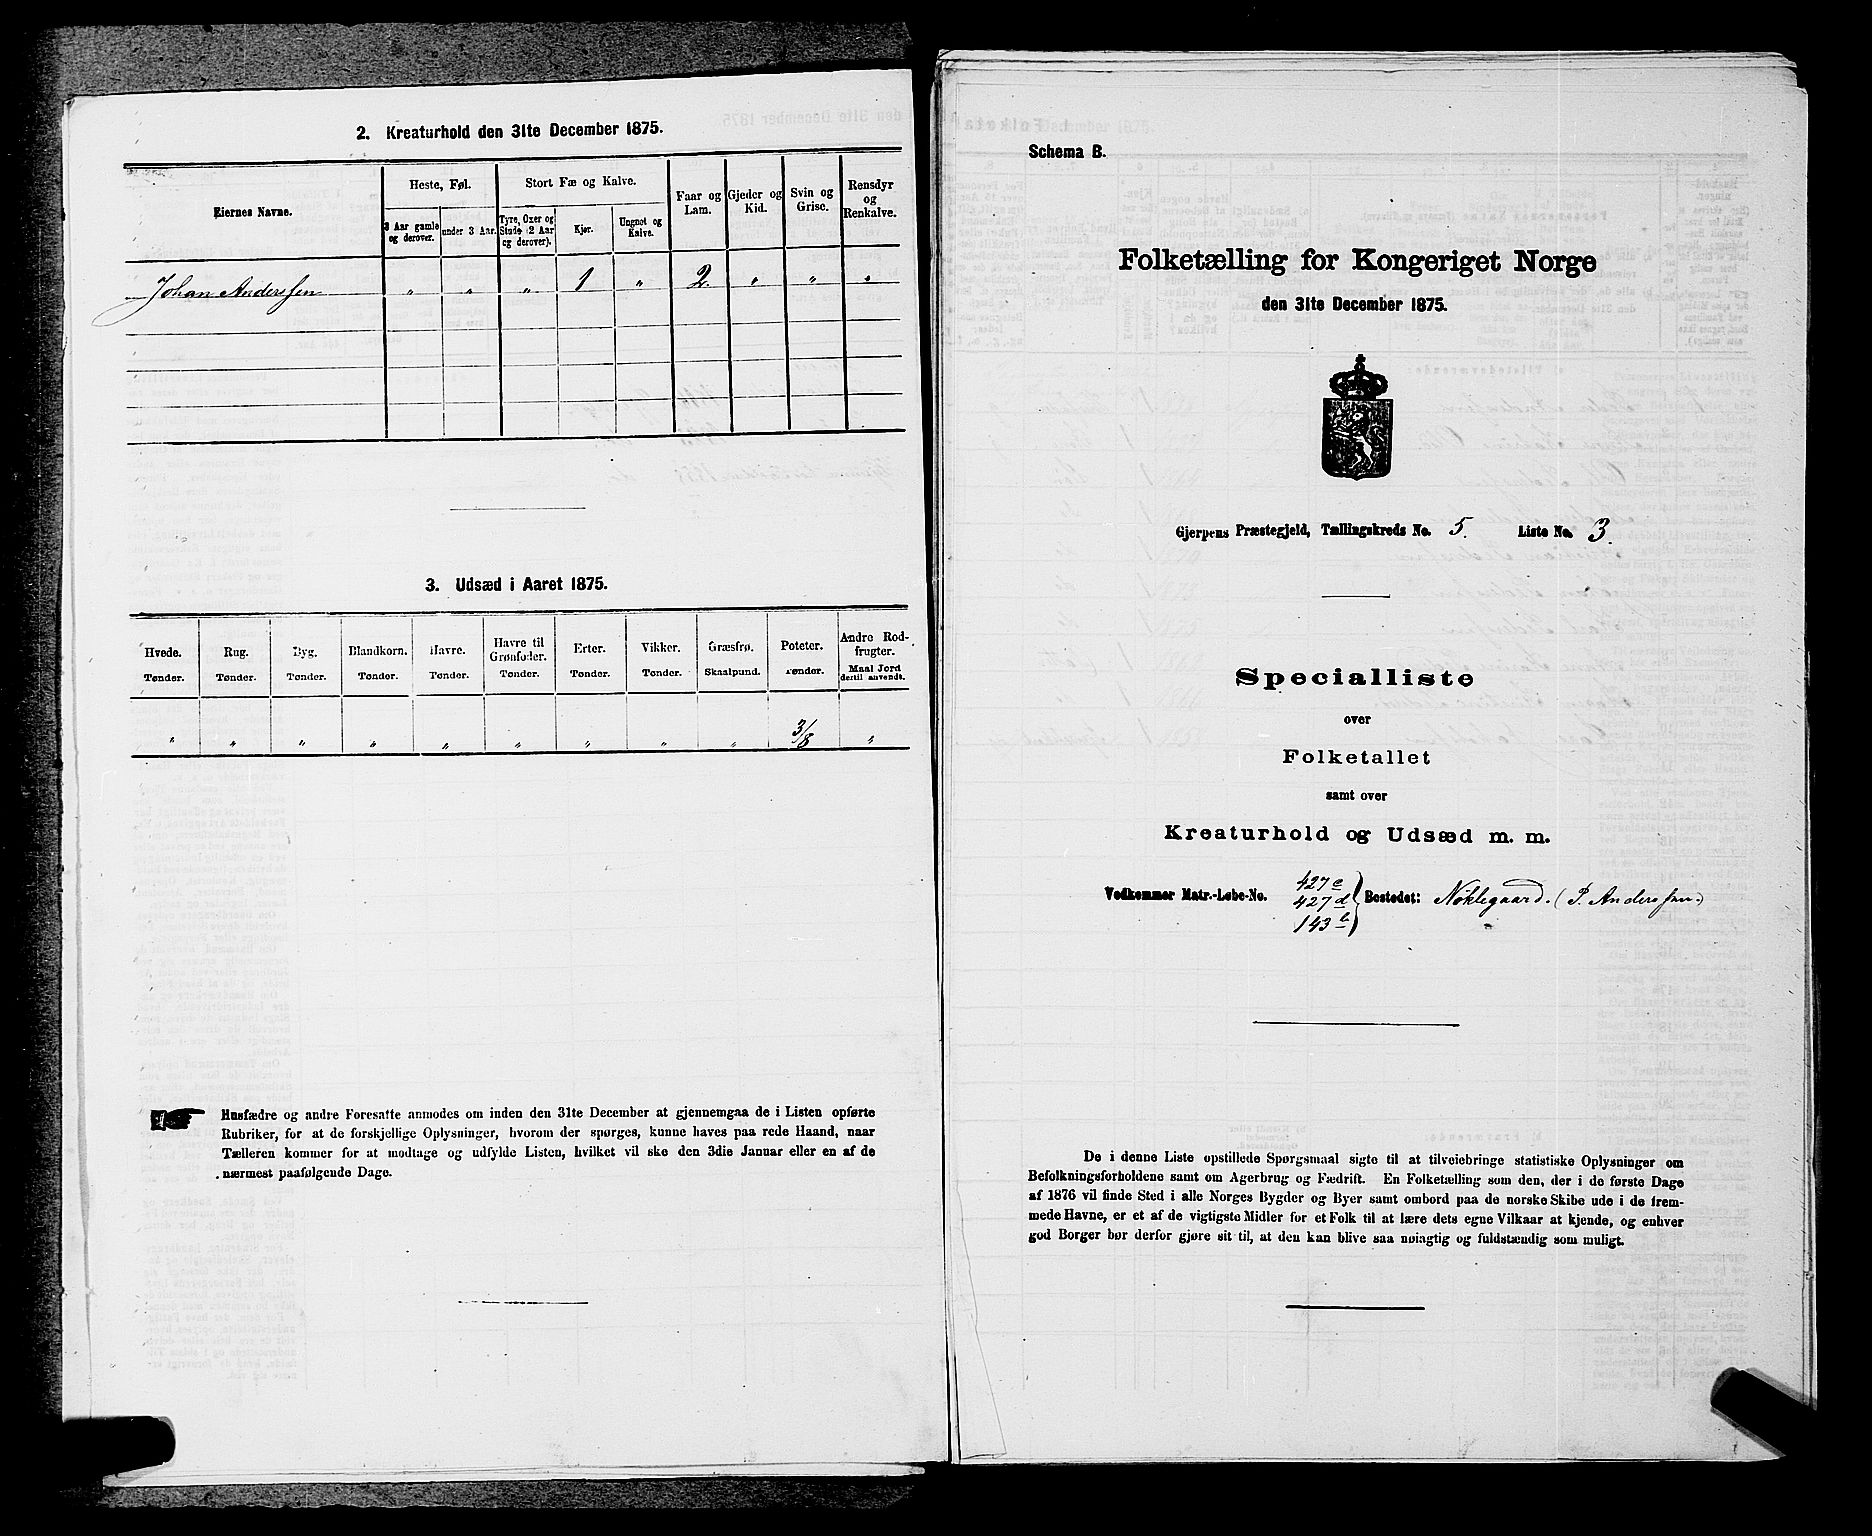 2. Kreaturhold den 31te December 1875.
Eiernes Navne.
Heste, Føl.
Stort Fæ og Kalve.
Faar og Lam.
Gjeder og Kid.
Svin og Grise.
Rensdyr og Renkalve.
3 Aar gamle og derover.
under 3 Aar.
Tyre, Oxer og Stude (2 Aar og derover).
Kjør.
Ungnøt og Kalve.
Johan Anderssen " " " 1 " 2. " " "
3. Udsæd i Aaret 1875.
Hvede. Rug. Byg. Blandkorn. Havre. Havre til Grønfoder. Erter. Vikker. Græsfrø. Poteter. Andre Rodfrugter.
Tønder. Tønder. Tønder. Tønder. Tønder. Tønder. Tønder. Tønder. Skaalpund. Tønder. Maal Jord dertil anvendt.
" " " " " " " " " 3/8 "
Husfædre og andre Foresatte anmodes om inden den 31te December at gjennemgaa de i Listen opførte
Rubriker, for at de forskjellige Oplysninger, hvorom der spørges, kunne haves paa rede Haand, naar
Tælleren kommer for at modtage og udfylde Listen, hvilket vil ske den 3die Januar eller en af de
nærmest paafølgende Dage.
Schema B.
Folketælling for Kongeriget Norge
den 31te December 1875.
Gjerpens Præstegjeld, Tællingskreds No. 5. Liste No. 3.
Specialliste
over
Folketallet
samt over
Kreaturhold og Udsæd m. m.
Vedkommer Matr.-Løbe-No. 427c 427d 143b Bostedet: Nøklegaard. (P. Anderssen.)
De i denne Liste opstillede Spørgsmaal sigte til at tilveiebringe statistiske Oplysninger om
Befolkningsforholdene samt om Agerbrug og Fædrift. En Folketælling som den, der i de første Dage
af 1876 vil finde Sted i alle Norges Bygder og Byer samt ombord paa de norske Skibe ude i de frem-
mede Havne, er et af de vigtigste Midler for et Folk til at lære dets egne Vilkaar at kjende, og enhver
god Borger bør derfor gjøre sit til, at den kan blive saa nøiagtig og fuldstændig som muligt.